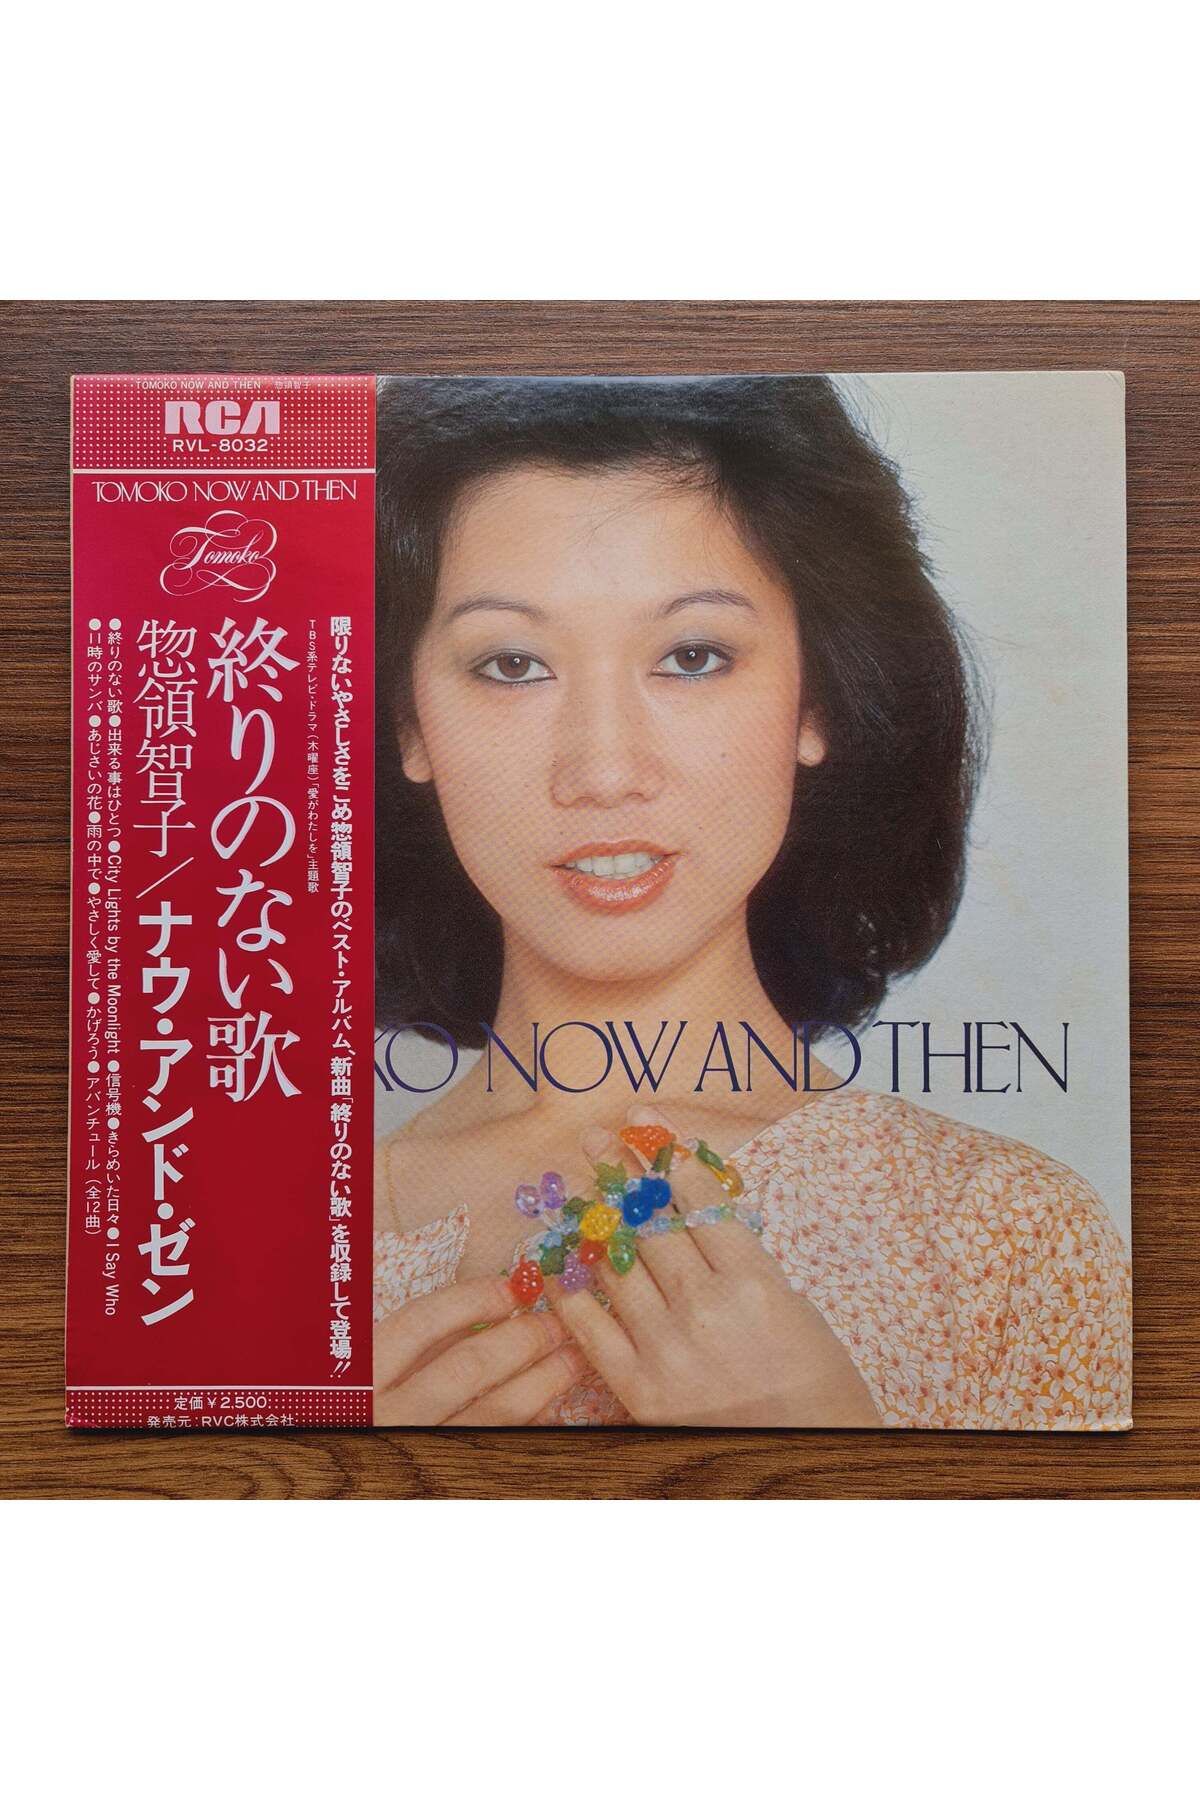 TOMOKO NOW AND THEN 惣領智子
RCA
RVL-8032
TOMOKO NOW AND THEN
Tomoko
限りないやさしさをこめ惣領智子のベスト・アルバム、新曲「終りのない歌」を収録して登場!!
TBS系テレビ・ドラマ(木曜座)「愛がわたしを」主題歌
終りのない歌
惣領智子/ナウ・アンド・ゼン
●終りのない歌●出来る事はひとつ●City Lights by the Moonlight●信号機●きらめいた日々●I Say Who
●11時のサンバ●あじさいの花●雨の中で●やさしく愛して●かげろう●アバンチュール(全12曲)
定価¥2,500
発売元:RVC株式会社
KO NOW AND THEN